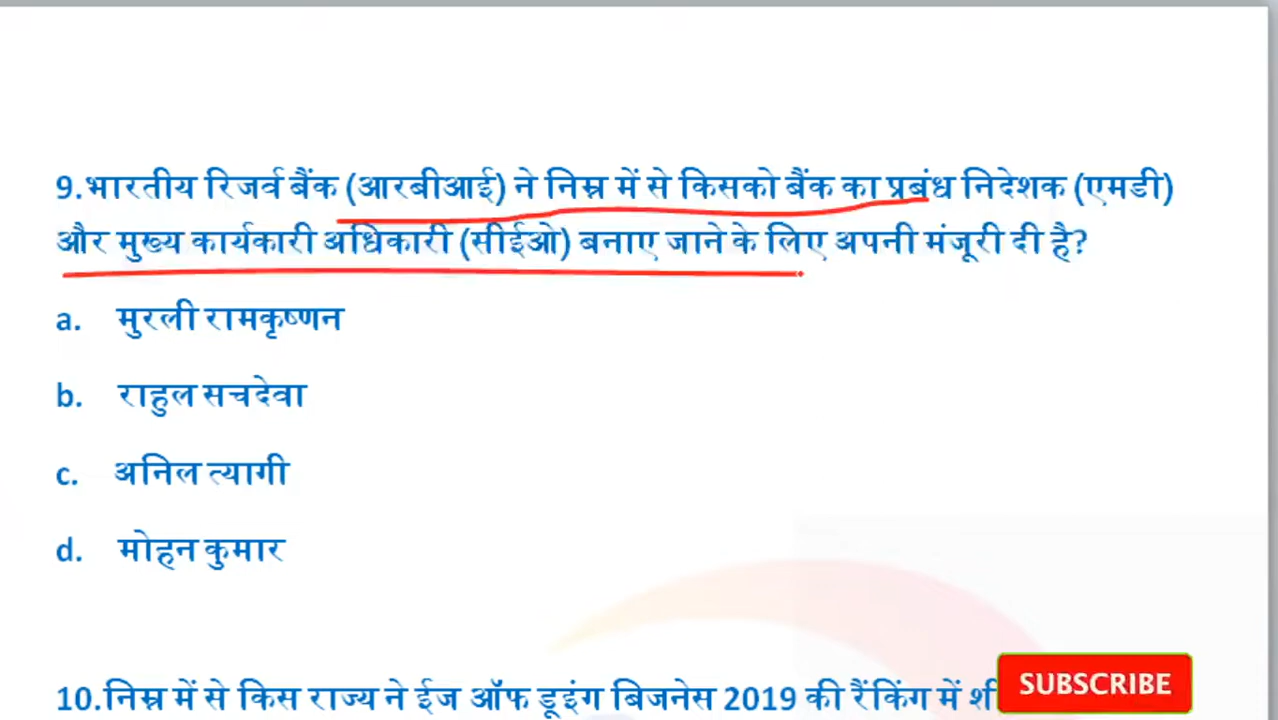 9.भारतीय रिजर्व बैंक (आरबीआई) ने निम्न में से किसको बैंक का प्रबंध निदेशक (एमडी)
और मुख्य कार्यकारी अधिकारी (सीईओ) बनाए जाने के लिए अपनी मंजूरी दी है?
a. मुरली रामकृष्णन
b. राहुल सचदेवा
c. अनिल त्यागी
d. मोहन कुमार
10.निम्न में से किस राज्य ने ईज ऑफ डूइंग बिजनेस 2019 की रैंकिंग में
SUBSCRIBE